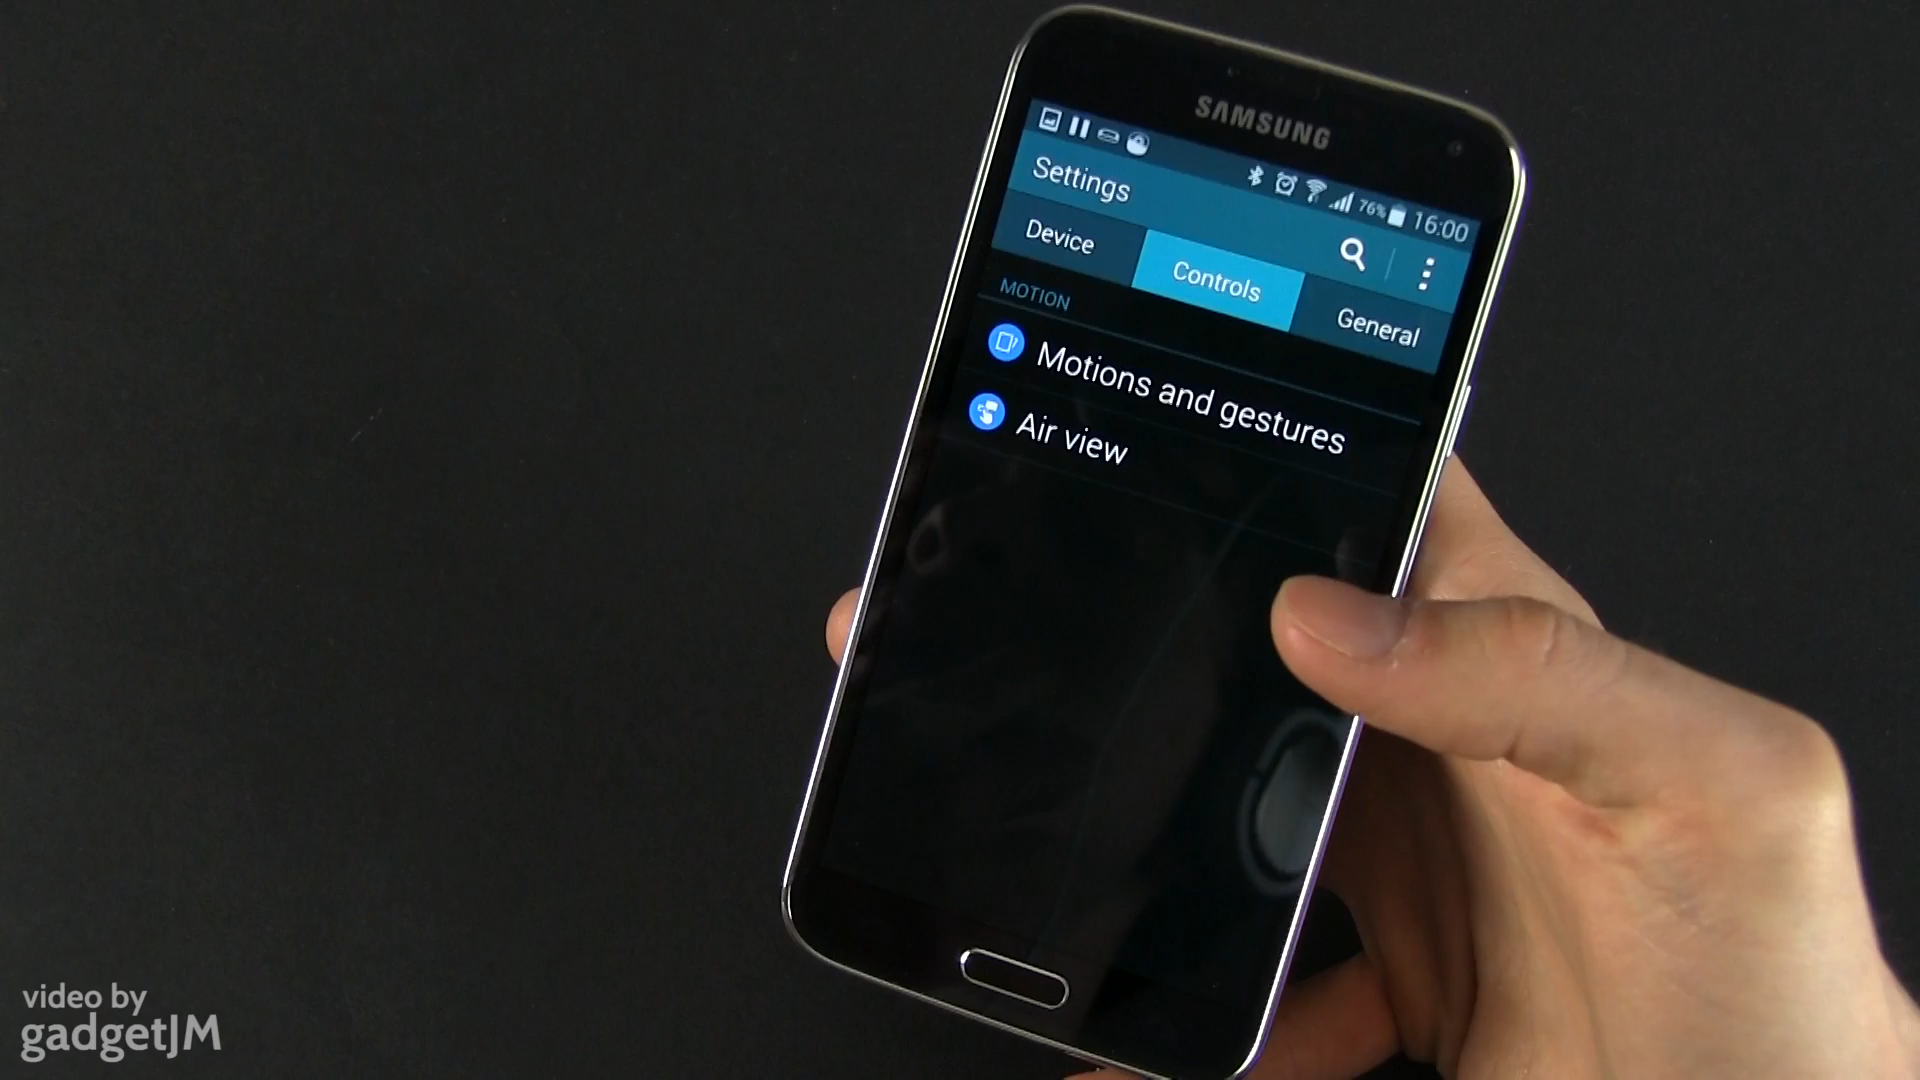 SAMSUNG
76% 16:00
Settings
Device
Controls
General
MOTION
Motions and gestures
Air view
video by
gadgetJM